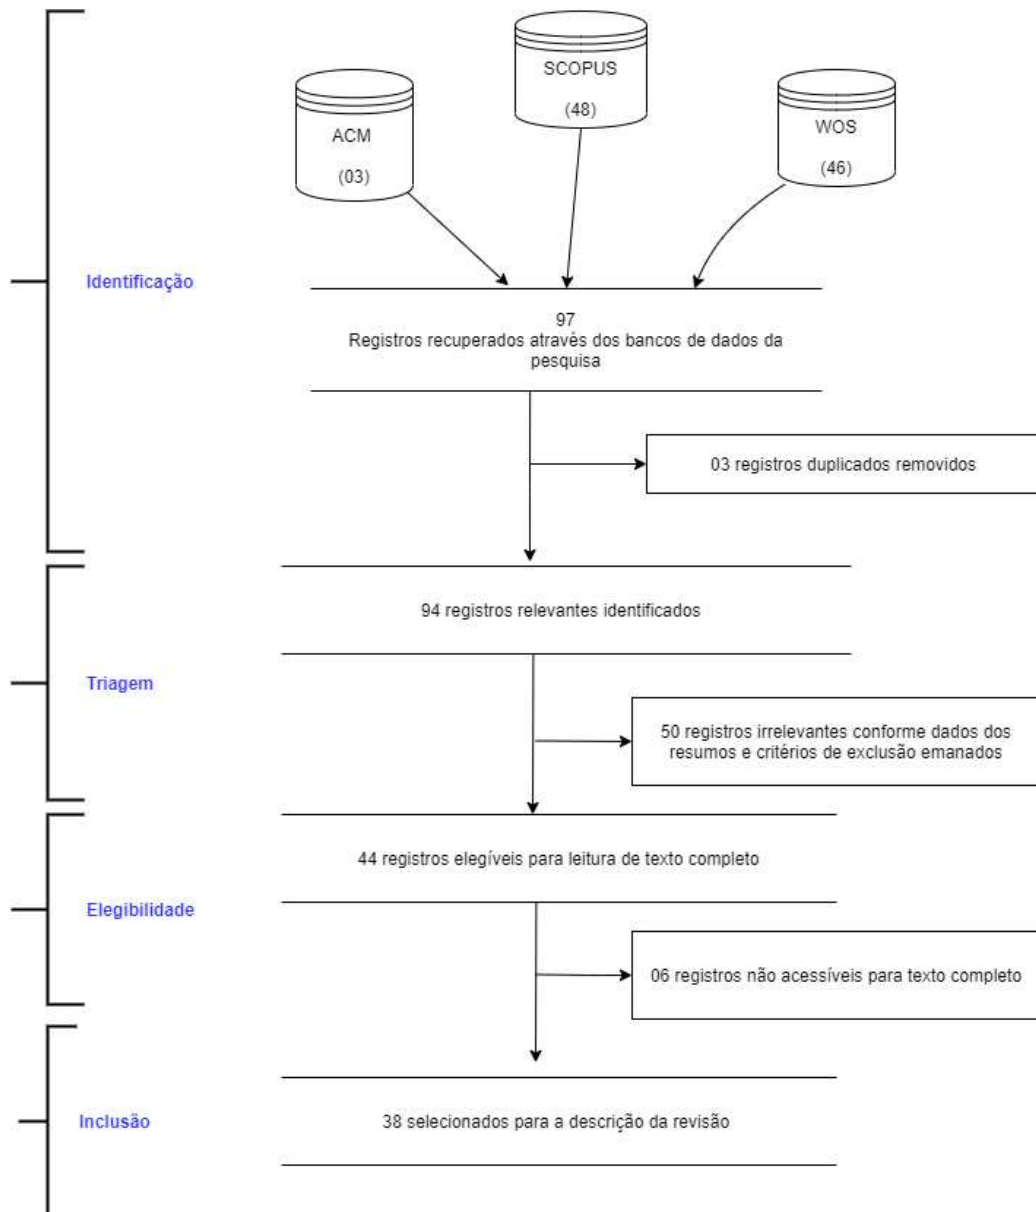 SCOPUS
(48)
ACM
(03)
WOS
(46)
Identificação
97
Registros recuperados através dos bancos de dados da
pesquisa
03 registros duplicados removidos
94 registros relevantes identificados
Triagem
50 registros irrelevantes conforme dados dos
resumos e critérios de exclusão emanados
44 registros elegíveis para leitura de texto completo
Elegibilidade
06 registros não acessíveis para texto completo
Inclusão
38 selecionados para a descrição da revisão